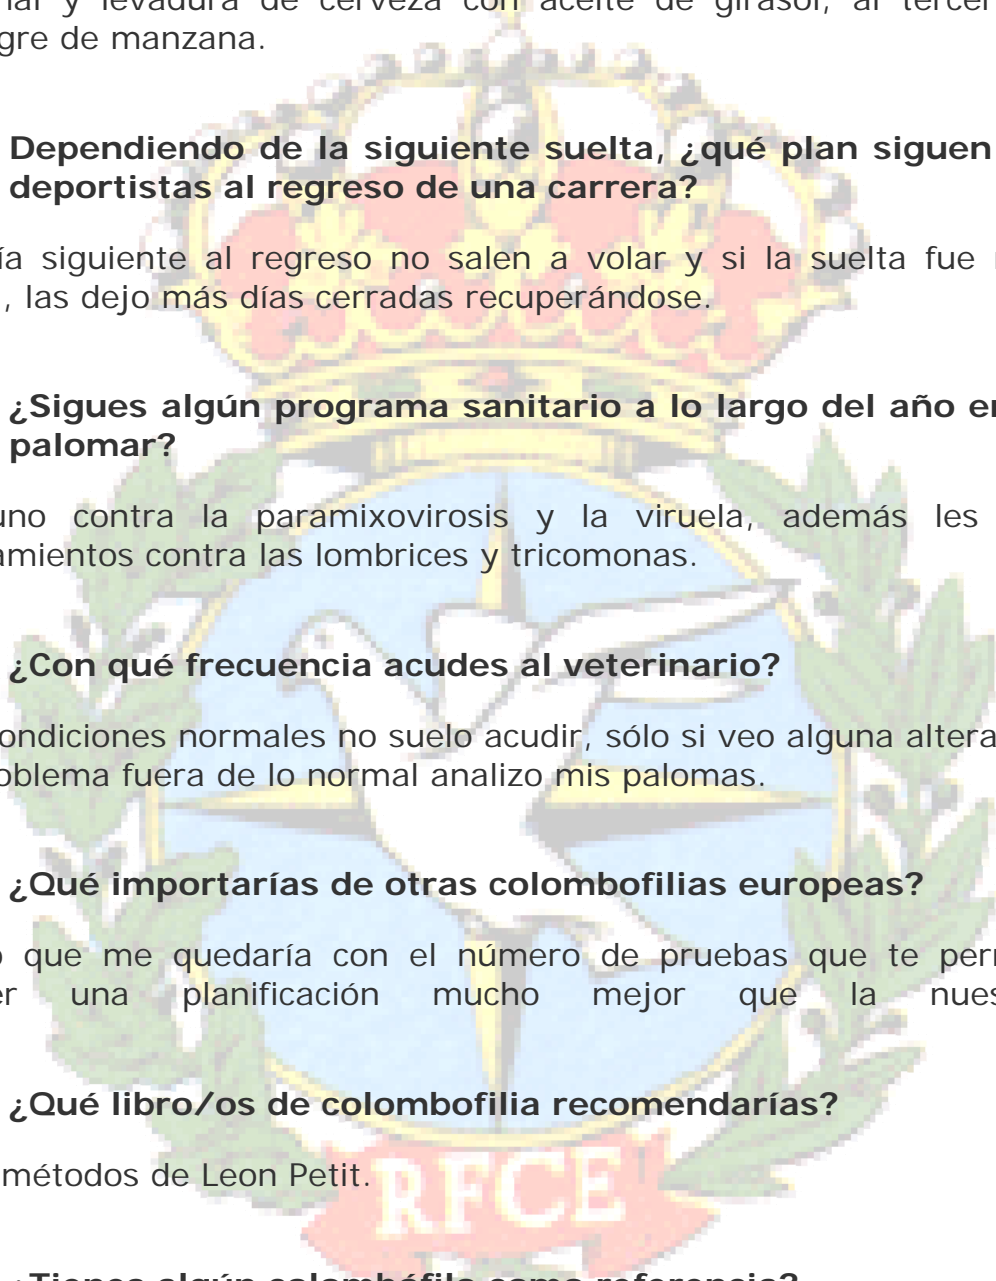 y levadura de cerveza con aceite de girasol, al
gre de manzana.
Dependiendo de la siguiente suelta, ¿qué plan siguen
deportistas al regreso de una carrera?
ía siguiente al regreso no salen a volar y si la suelta fue
, las dejo más días cerradas recuperándose.
¿Sigues algún programa sanitario a lo largo del año en
palomar?
uno contra la paramixovirosis y la viruela, además les
amientos contra las lombrices y tricomonas.
¿Con qué frecuencia acudes al veterinario?
ondiciones normales no suelo acudir, sólo si veo alguna altera
oblema fuera de lo normal analizo mis palomas.
¿Qué importarías de otras colombofilias europeas?
que me quedaría con el número de pruebas que te perm
er una planificación mucho mejor que la nues
¿Qué libro/os de colombofilia recomendarías?
métodos de Leon Petit.
RFCE
¿Tienes algún colombófilo como referencia?